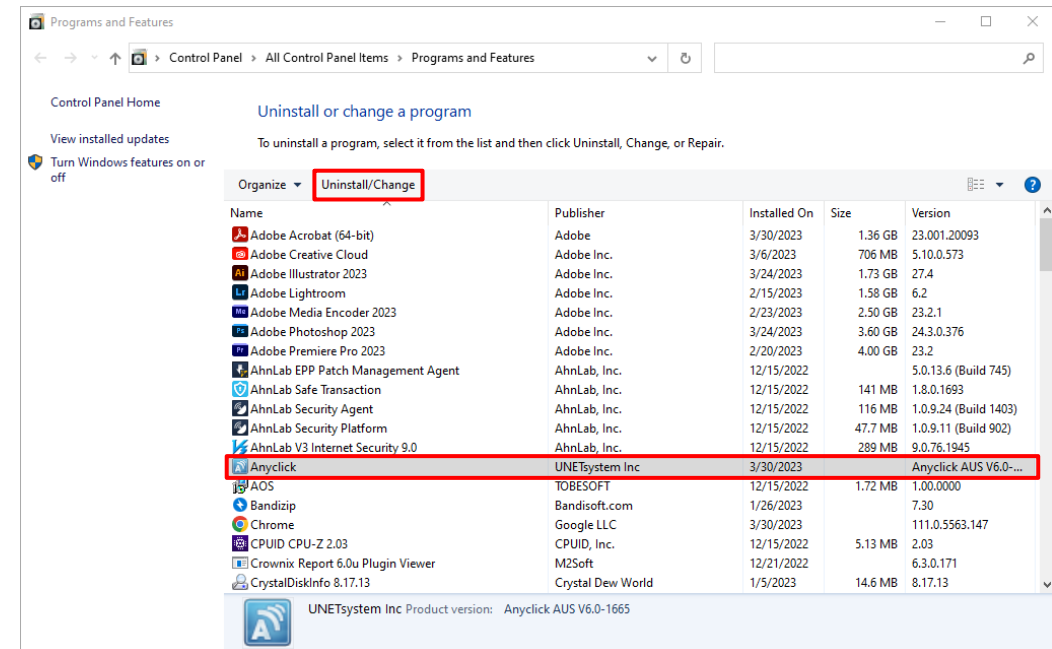 Programs and Features
Control Panel > All Control Panel Items > Programs and Features
Control Panel Home
View installed updates
Turn Windows features on or
off
Uninstall or change a program
To uninstall a program, select it from the list and then click Uninstall, Change, or Repair.
Organize Uninstall/Change
Name Publisher Installed On Size Version
Adobe Acrobat (64-bit) Adobe 3/30/2023 1.36 GB 23.001.20093
Adobe Creative Cloud Adobe Inc. 3/6/2023 706 MB 5.10.0.573
Ai Adobe Illustrator 2023 Adobe Inc. 3/24/2023 1.73 GB 27.4
Lr Adobe Lightroom Adobe Inc. 2/15/2023 1.58 GB 6.2
Me Adobe Media Encoder 2023 Adobe Inc. 2/23/2023 2.50 GB 23.2.1
Ps Adobe Photoshop 2023 Adobe Inc. 3/24/2023 3.60 GB 24.3.0.376
Pr Adobe Premiere Pro 2023 Adobe Inc. 2/20/2023 4.00 GB 23.2
AhnLab EPP Patch Management Agent AhnLab, Inc. 12/15/2022 5.0.13.6 (Build 745)
AhnLab Safe Transaction AhnLab, Inc. 12/15/2022 141 MB 1.8.0.1693
AhnLab Security Agent AhnLab, Inc. 12/15/2022 116 MB 1.0.9.24 (Build 1403)
AhnLab Security Platform AhnLab, Inc. 12/15/2022 47.7 MB 1.0.9.11 (Build 902)
AhnLab V3 Internet Security 9.0 AhnLab, Inc. 12/15/2022 289 MB 9.0.76.1945
Anyclick UNETsystem Inc 3/30/2023 Anyclick AUS V6.0-...
AOS TOBESOFT 12/15/2022 1.72 MB 1.00.0000
Bandizip Bandisoft.com 1/26/2023 7.30
Chrome Google LLC 3/30/2023 111.0.5563.147
CPUID CPU-Z 2.03 CPUID, Inc. 12/15/2022 5.13 MB 2.03
Crownix Report 6.0u Plugin Viewer M2Soft 12/21/2022 6.3.0.171
CrystalDiskInfo 8.17.13 Crystal Dew World 1/5/2023 14.6 MB 8.17.13
UNETsystem Inc Product version: Anyclick AUS V6.0-1665